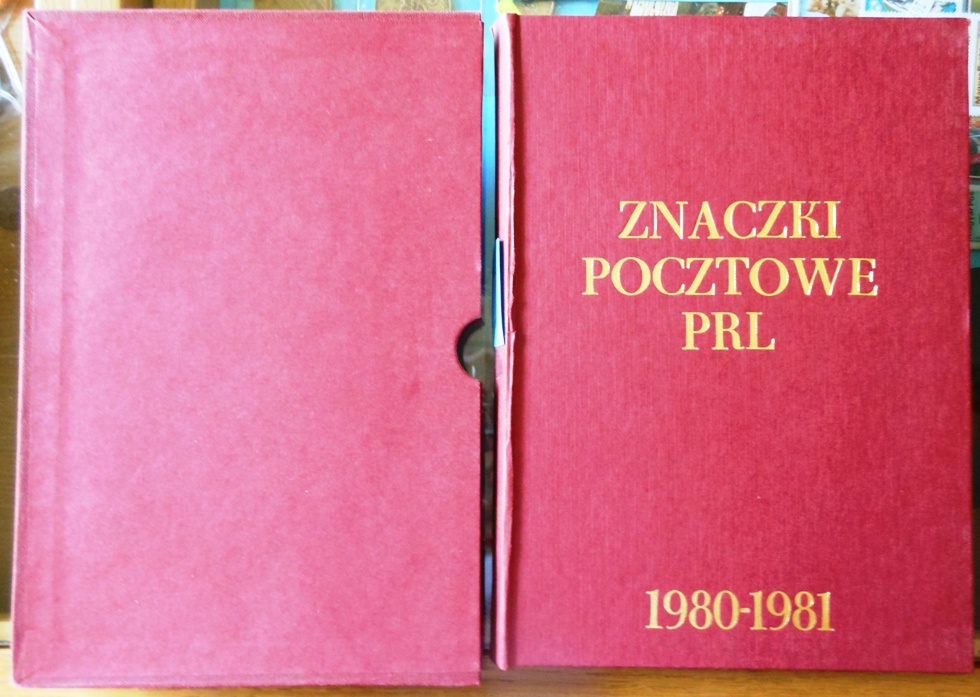 ZNACZKI
POCZTOWE
PRL
1980-1981